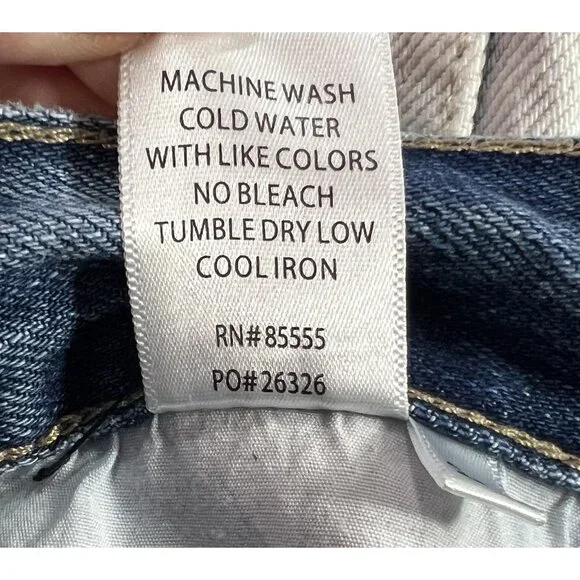 MACHINE WASH
COLD WATER
WITH LIKE COLORS
NO BLEACH
TUMBLE DRY LOW
COOL IRON
RN# 85555
PO# 26326